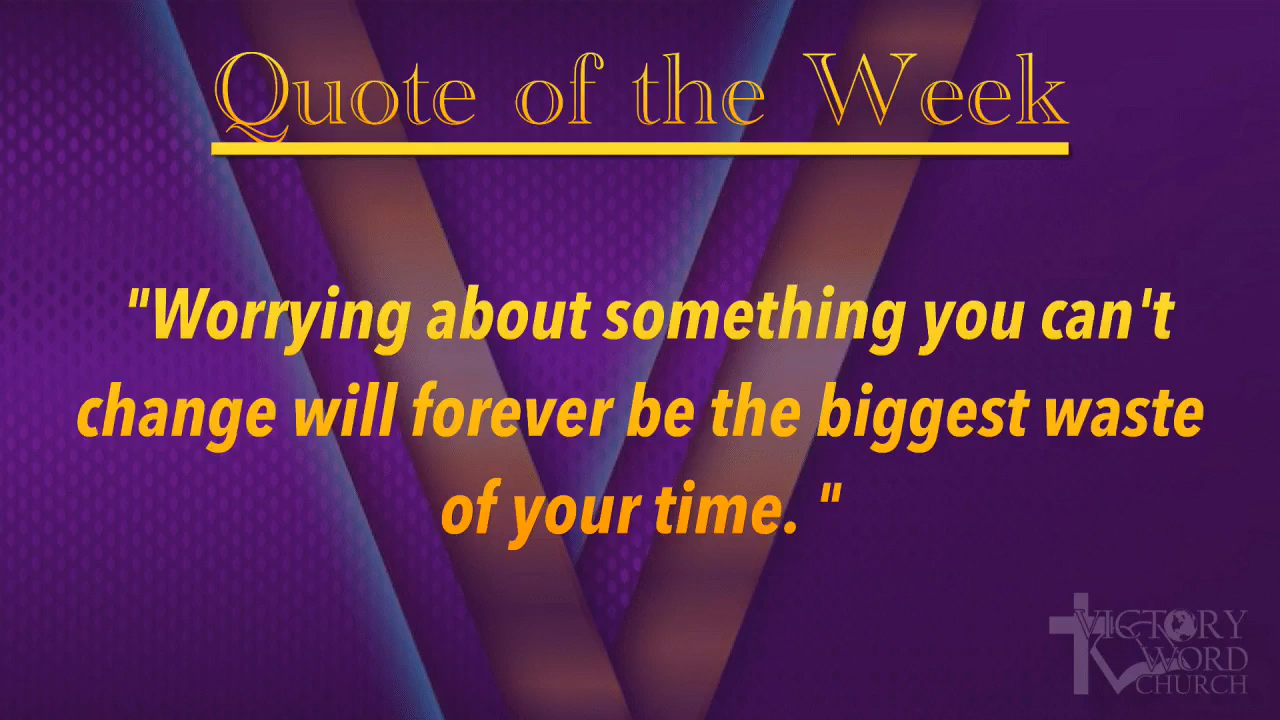 Quote of the Week
"Worrying about something you can't
change will forever be the biggest waste
of your time. "
VICTORY
WORD
CHURCH